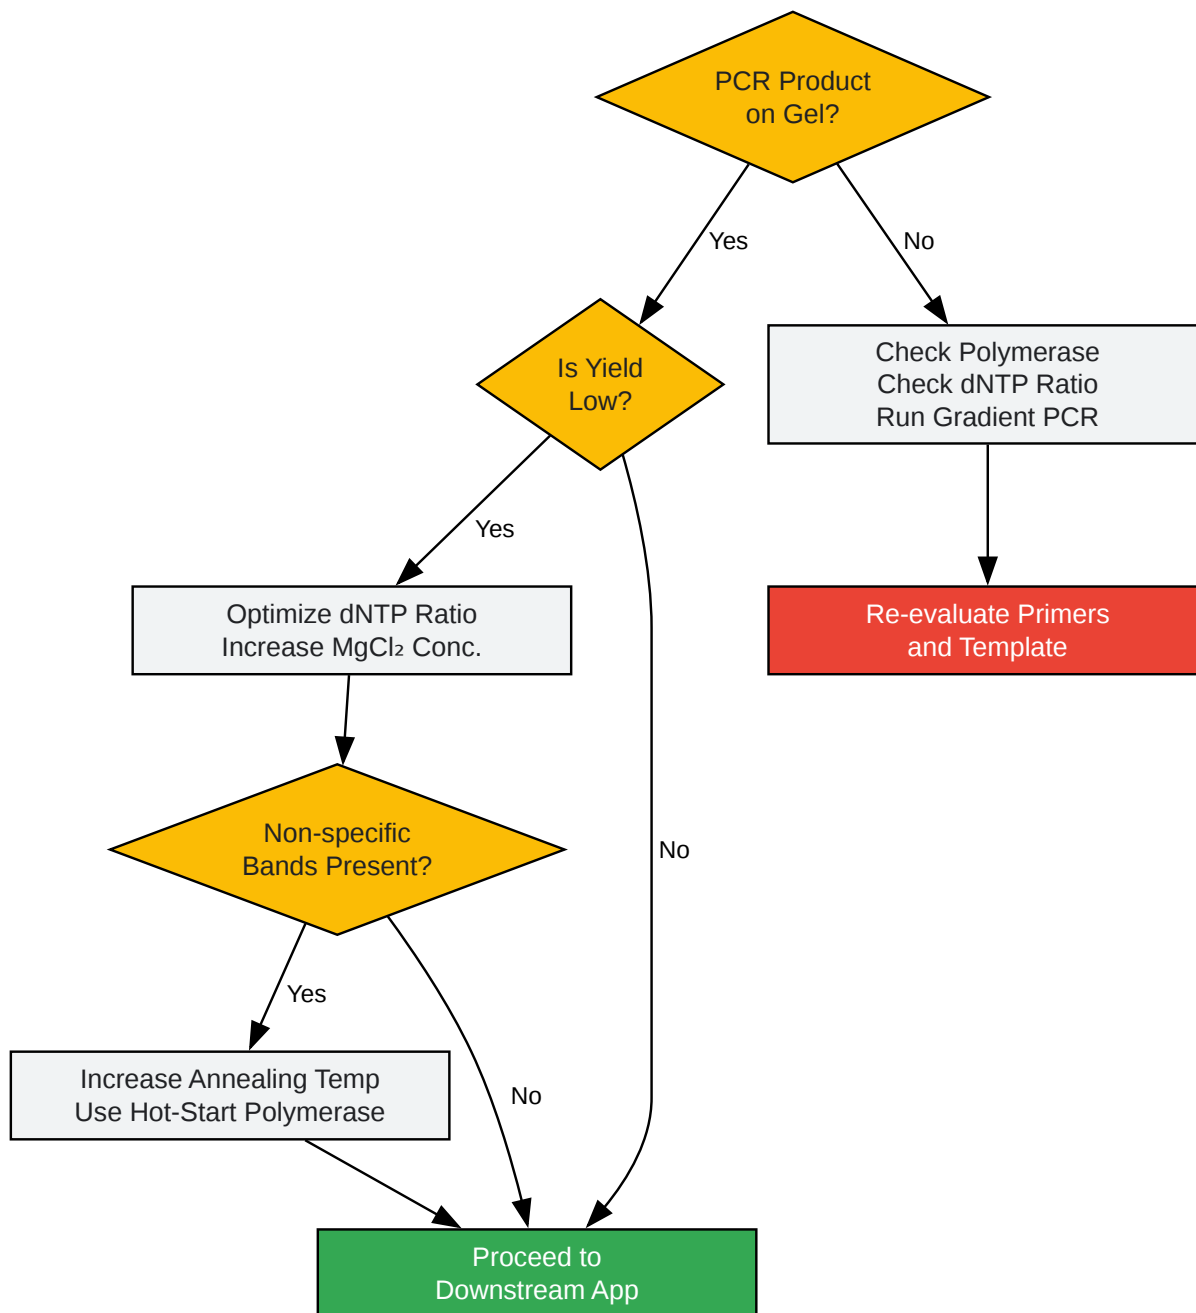 PCR Product
on Gel?
Yes
No
Is Yield
Low?
Check Polymerase
Check dNTP Ratio
Run Gradient PCR
Yes
Optimize dNTP Ratio
Increase MgCl₂ Conc.
Re-evaluate Primers
and Template
Non-specific
Bands Present?
No
Yes
Increase Annealing Temp
Use Hot-Start Polymerase
No
Proceed to
Downstream App